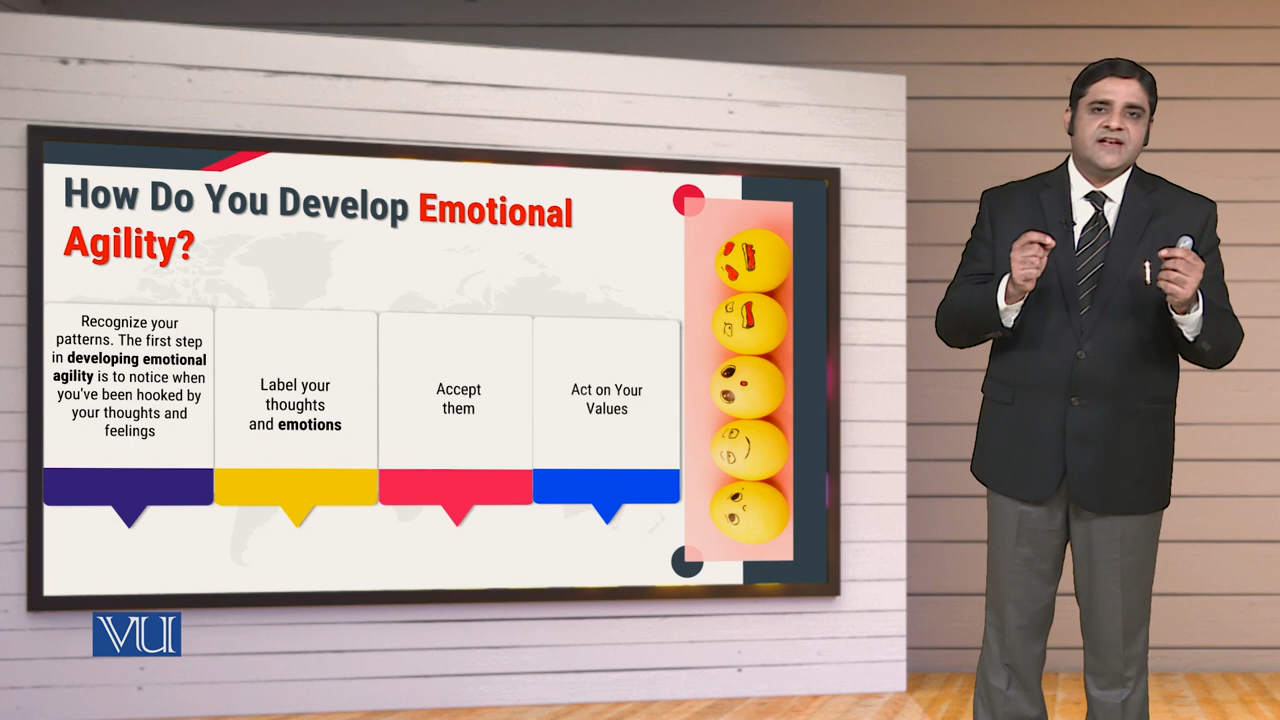 How Do You Develop Emotional
Agility?
Recognize your
patterns. The first step
in developing emotional
agility is to notice when
you've been hooked by
your thoughts and
feelings
Label your
thoughts
and emotions
Accept
them
Act on Your
Values
VU